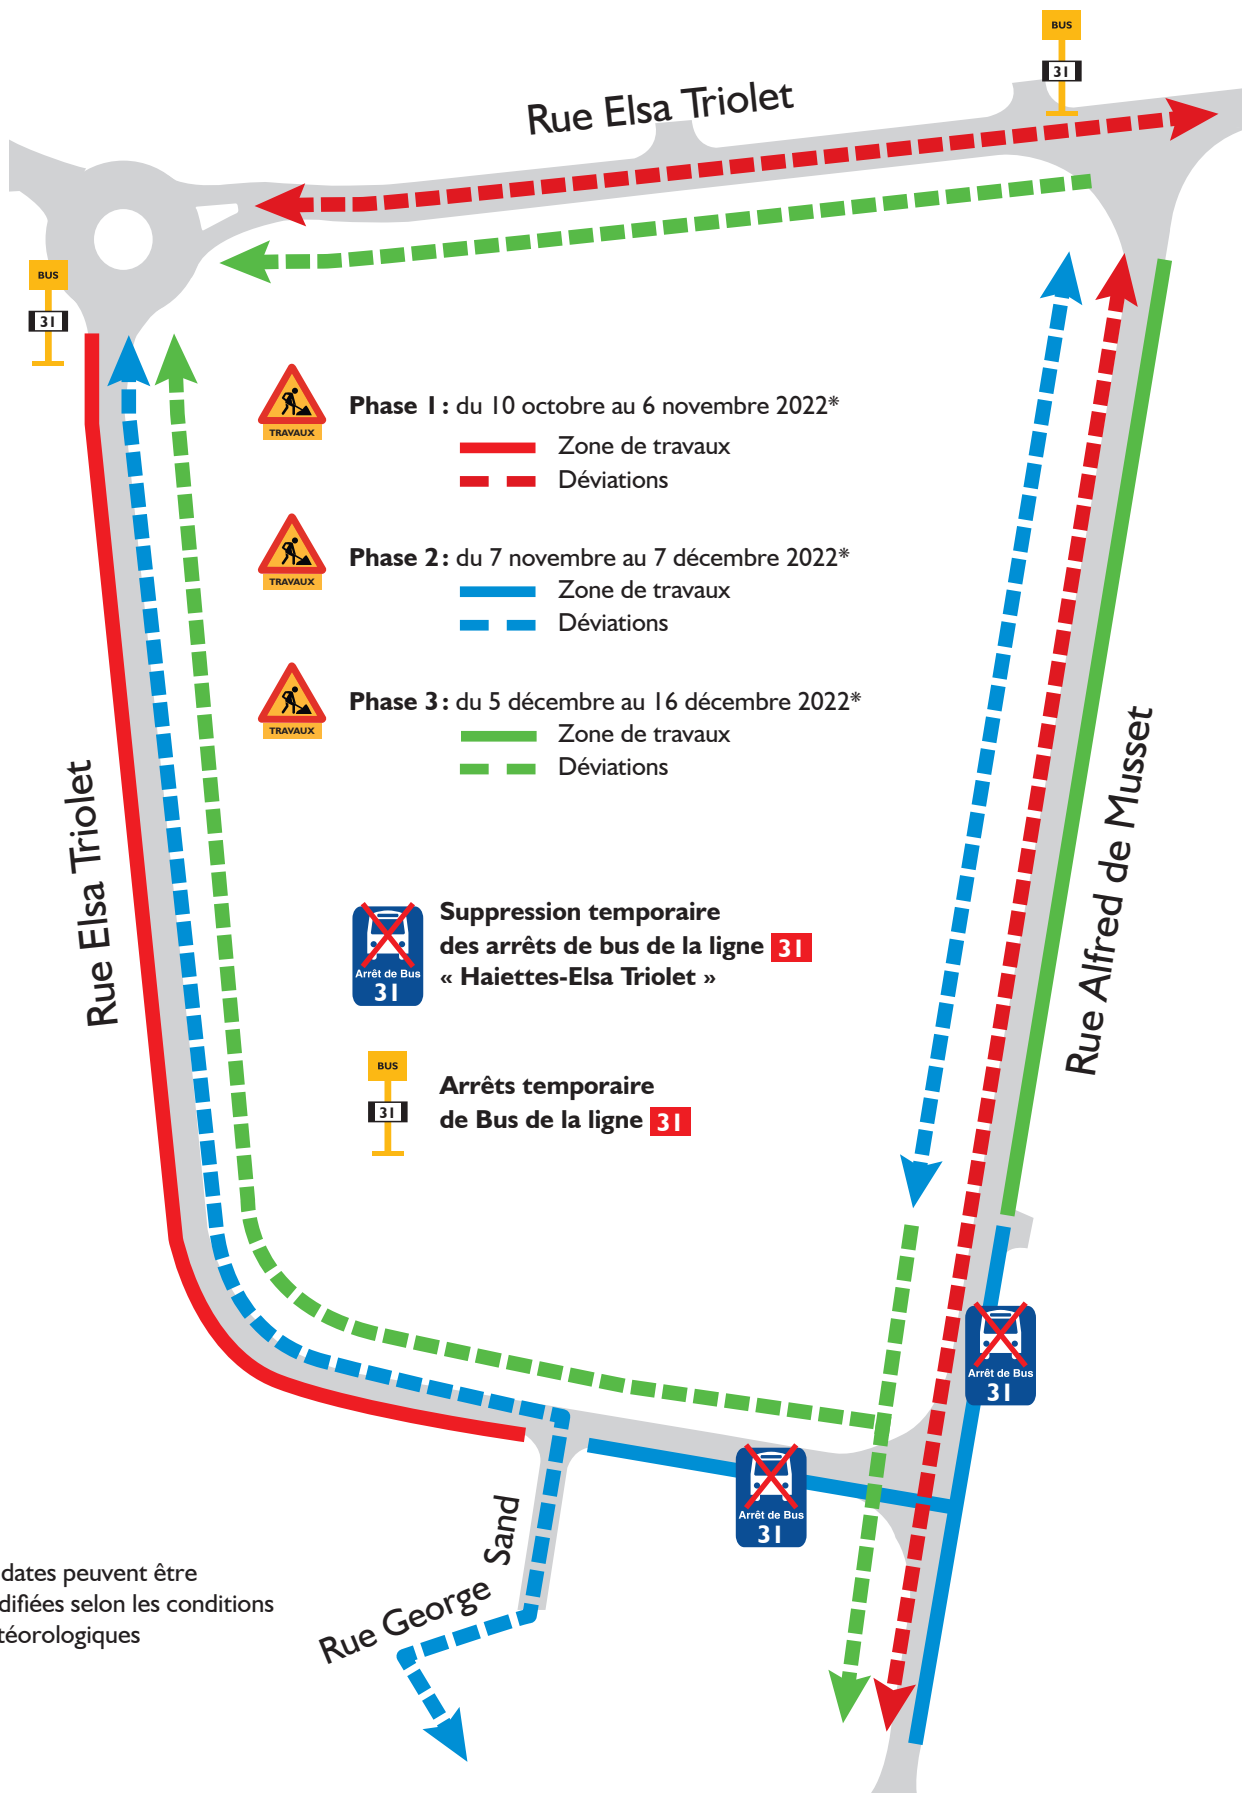 BUS
31
Rue Elsa Triolet
BUS
31
TRAVAUX
Phase 1 : du 10 octobre au 6 novembre 2022*
Zone de travaux
Déviations
TRAVAUX
Phase 2 : du 7 novembre au 7 décembre 2022*
Zone de travaux
Déviations
TRAVAUX
Phase 3 : du 5 décembre au 16 décembre 2022*
Zone de travaux
Déviations
Rue Elsa Triolet
Rue Alfred de Musset
Arrêt de Bus
31
Suppression temporaire
des arrêts de bus de la ligne 31
« Haiettes-Elsa Triolet »
BUS
31
Arrêts temporaire
de Bus de la ligne 31
Arrêt de Bus
31
Arrêt de Bus
31
Rue George Sand
dates peuvent être
difiées selon les conditions
téorologiques